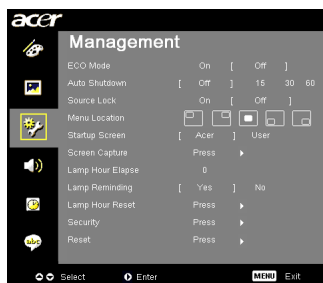 acer
Management
ECO Mode On [ Off ]
Auto Shutdown [ Off ] 15 30 60
Source Lock On [ Off ]
Menu Location
Startup Screen [ Acer ] User
Screen Capture Press
Lamp Hour Elapse 0
Lamp Reminding [ Yes ] No
Lamp Hour Reset Press
Security Press
Reset Press
abc
Select Enter MENU Exit